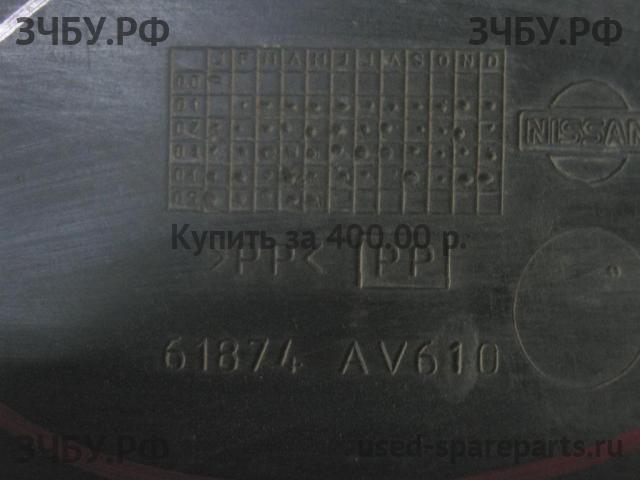 ЗЧБУ.РФ ЗЧБУ.РФ
J F M A M J J A S O N D
NISSAN
Купить за 400.00 р.
>PP< PP
61874 AV610
ЗЧБУ.РФ used-spareparts.ru